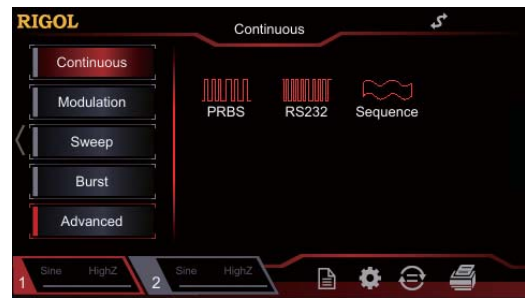 RIGOL
Continuous
Continuous
Modulation
Sweep
Burst
Advanced
PRBS RS232 Sequence
1 Sine HighZ 2 Sine HighZ